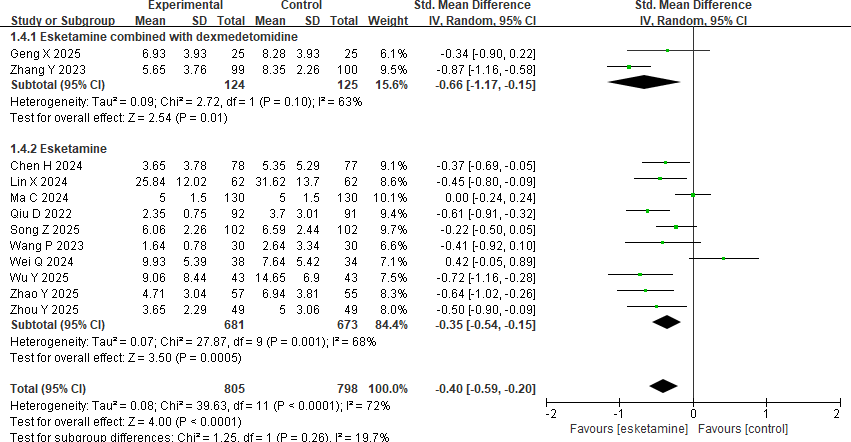 Experimental Control Std. Mean Difference Std. Mean Difference
Study or Subgroup Mean SD Total Mean SD Total Weight IV, Random, 95% CI IV, Random, 95% CI
1.4.1 Esketamine combined with dexmedetomidine
Geng X 2025 6.93 3.93 25 8.28 3.93 25 6.1% -0.34 [-0.90, 0.22]
Zhang Y 2023 5.65 3.76 99 8.35 2.26 100 9.5% -0.87 [-1.16, -0.58]
Subtotal (95% CI) 124 125 15.6% -0.66 [-1.17, -0.15]
Heterogeneity: Tau² = 0.09; Chi² = 2.72, df = 1 (P = 0.10); I² = 63%
Test for overall effect: Z = 2.54 (P = 0.01)
1.4.2 Esketamine
Chen H 2024 3.65 3.78 78 5.35 5.29 77 9.1% -0.37 [-0.69, -0.05]
Lin X 2024 25.84 12.02 62 31.62 13.7 62 8.6% -0.45 [-0.80, -0.09]
Ma C 2024 5 1.5 130 5 1.5 130 10.1% 0.00 [-0.24, 0.24]
Qiu D 2022 2.35 0.75 92 3.7 3.01 91 9.4% -0.61 [-0.91, -0.32]
Song Z 2025 6.06 2.26 102 6.59 2.44 102 9.6% -0.22 [-0.50, 0.05]
Wang P 2023 1.64 0.78 30 2.64 3.34 30 6.7% -0.41 [-0.92, 0.10]
Wei Q 2024 9.93 5.39 38 7.64 5.42 34 7.2% 0.42 [-0.05, 0.89]
Wu Y 2025 9.06 8.44 43 14.65 6.9 43 7.5% -0.72 [-1.16, -0.28]
Zhao Y 2025 4.71 3.04 57 6.94 3.81 55 8.3% -0.64 [-1.02, -0.26]
Zhou Y 2025 3.65 2.29 49 5 3.06 49 8.0% -0.50 [-0.90, -0.09]
Subtotal (95% CI) 681 673 84.4% -0.35 [-0.54, -0.15]
Heterogeneity: Tau² = 0.07; Chi² = 27.87, df = 9 (P = 0.001); I² = 68%
Test for overall effect: Z = 3.50 (P = 0.0005)
Total (95% CI) 805 798 100.0% -0.40 [-0.59, -0.20]
Heterogeneity: Tau² = 0.08; Chi² = 39.63, df = 11 (P < 0.0001); I² = 72%
Test for overall effect: Z = 4.00 (P < 0.0001)
Test for subgroup differences: Chi² = 1.25, df = 1 (P = 0.26), I² = 19.7%
-2 -1 0 1 2
Favours [esketamine] Favours [control]